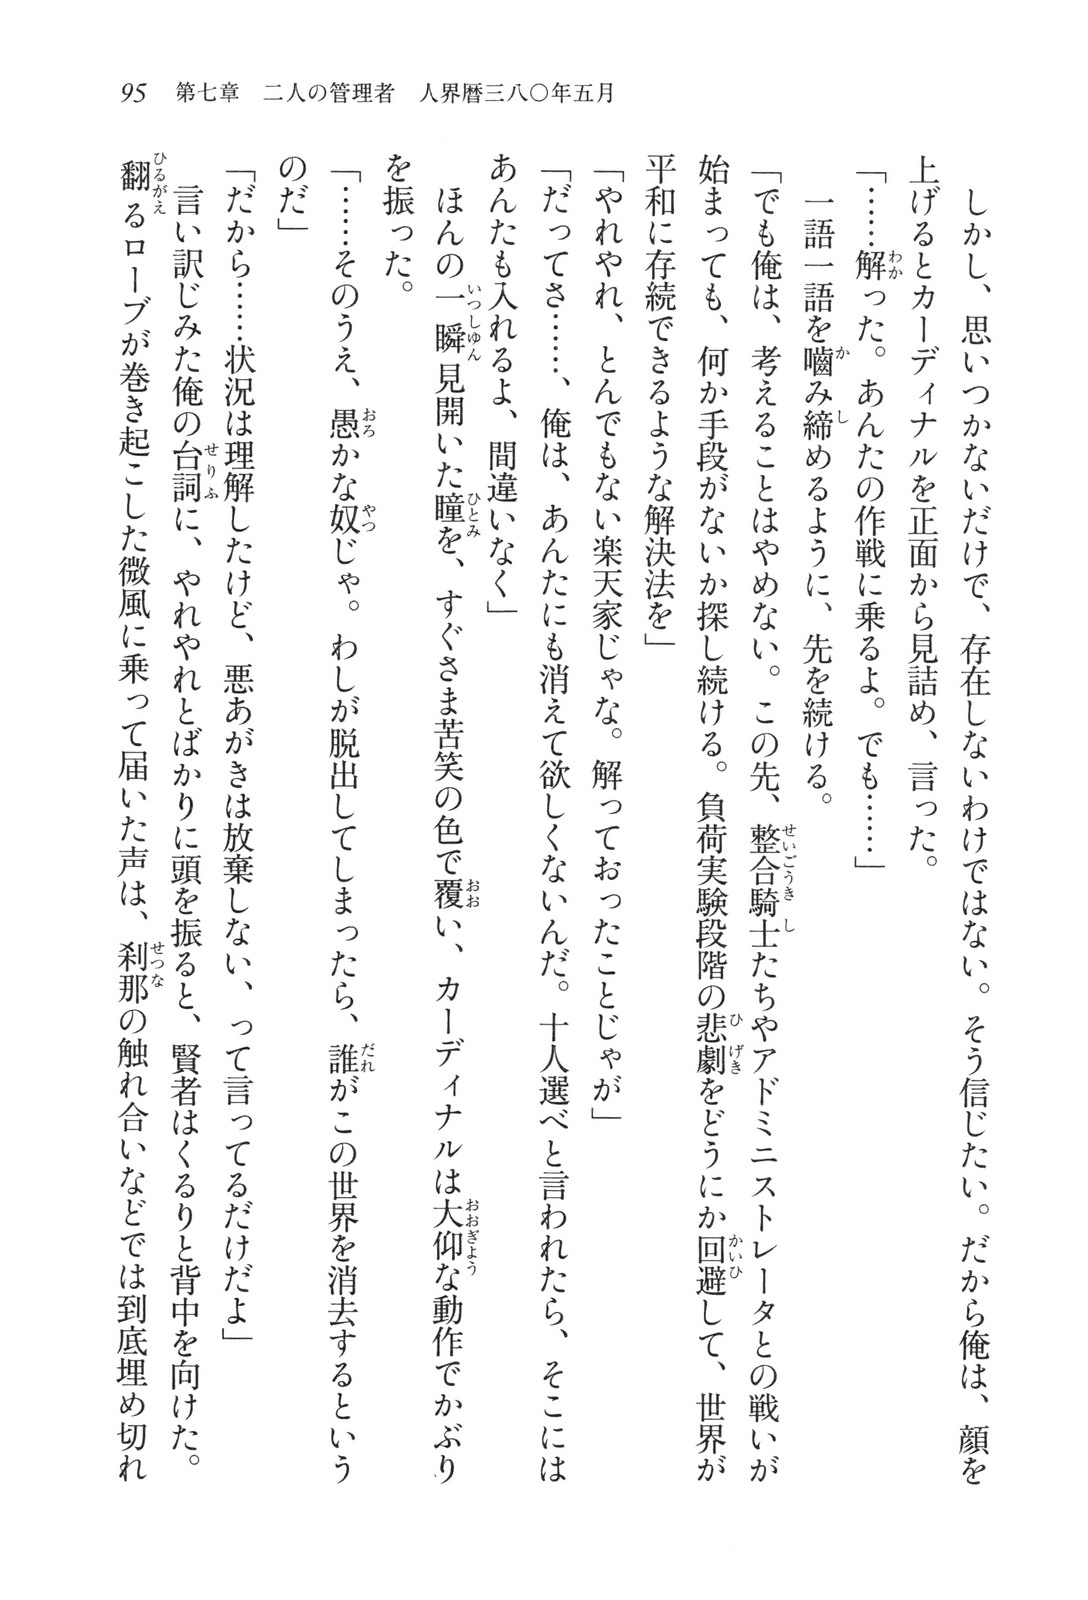 95　第七章　二人の管理者　人界暦三八〇年五月
　しかし、思いつかないだけで、存在しないわけではない。そう信じたい。だから俺は、顔を
上げるとカーディナルを正面から見詰め、言った。
「……解った。あんたの作戦に乗るよ。でも……」
　一語一語を嚙み締めるように、先を続ける。
「でも俺は、考えることはやめない。この先、整合騎士たちやアドミニストレータとの戦いが
始まっても、何か手段がないか探し続ける。負荷実験段階の悲劇をどうにか回避して、世界が
平和に存続できるような解決法を」
「やれやれ、とんでもない楽天家じゃな。解っておったことじゃが」
「だってさ……、俺は、あんたにも消えて欲しくないんだ。十人選べと言われたら、そこには
あんたも入れるよ、間違いなく」
　ほんの一瞬見開いた瞳を、すぐさま苦笑の色で覆い、カーディナルは大仰な動作でかぶり
を振った。
「……そのうえ、愚かな奴じゃ。わしが脱出してしまったら、誰がこの世界を消去するという
のだ」
「だから……状況は理解したけど、悪あがきは放棄しない、って言ってるだけだよ」
　言い訳じみた俺の台詞に、やれやれとばかりに頭を振ると、賢者はくるりと背中を向けた。
翻るローブが巻き起こした微風に乗って届いた声は、刹那の触れ合いなどでは到底埋め切れ